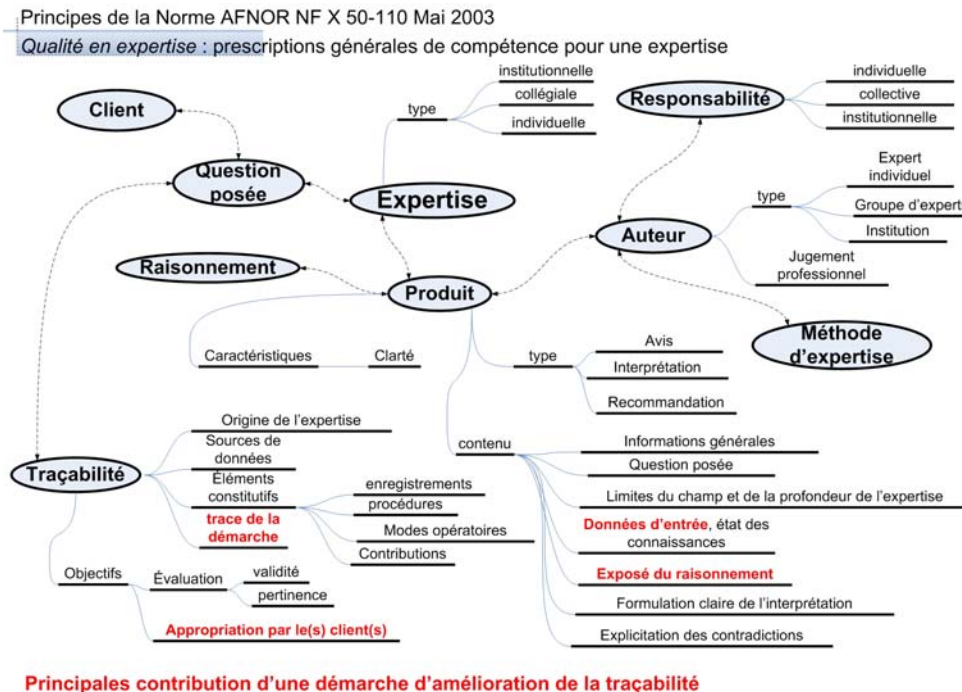 Principes de la Norme AFNOR NF X 50-110 Mai 2003
Qualité en expertise : prescriptions générales de compétence pour une expertise
Client
Question
posée
Expertise
type
institutionnelle
collégiale
individuelle
Responsabilité
individuelle
collective
institutionnelle
Auteur
type
Expert
individuel
Groupe d'expert
Institution
Jugement
professionnel
Méthode
d'expertise
Raisonnement
Produit
Caractéristiques
Clarté
type
Avis
Interprétation
Recommandation
contenu
Informations générales
Question posée
Limites du champ et de la profondeur de l'expertise
Données d'entrée, état des
connaissances
Exposé du raisonnement
Formulation claire de l'interprétation
Explicitation des contradictions
Traçabilité
Origine de l'expertise
Sources de
données
Éléments
constitutifs
enregistrements
procédures
Modes opératoires
Contributions
trace de la
démarche
Objectifs
Évaluation
validité
pertinence
Appropriation par le(s) client(s)
Principales contribution d'une démarche d'amélioration de la traçabilité